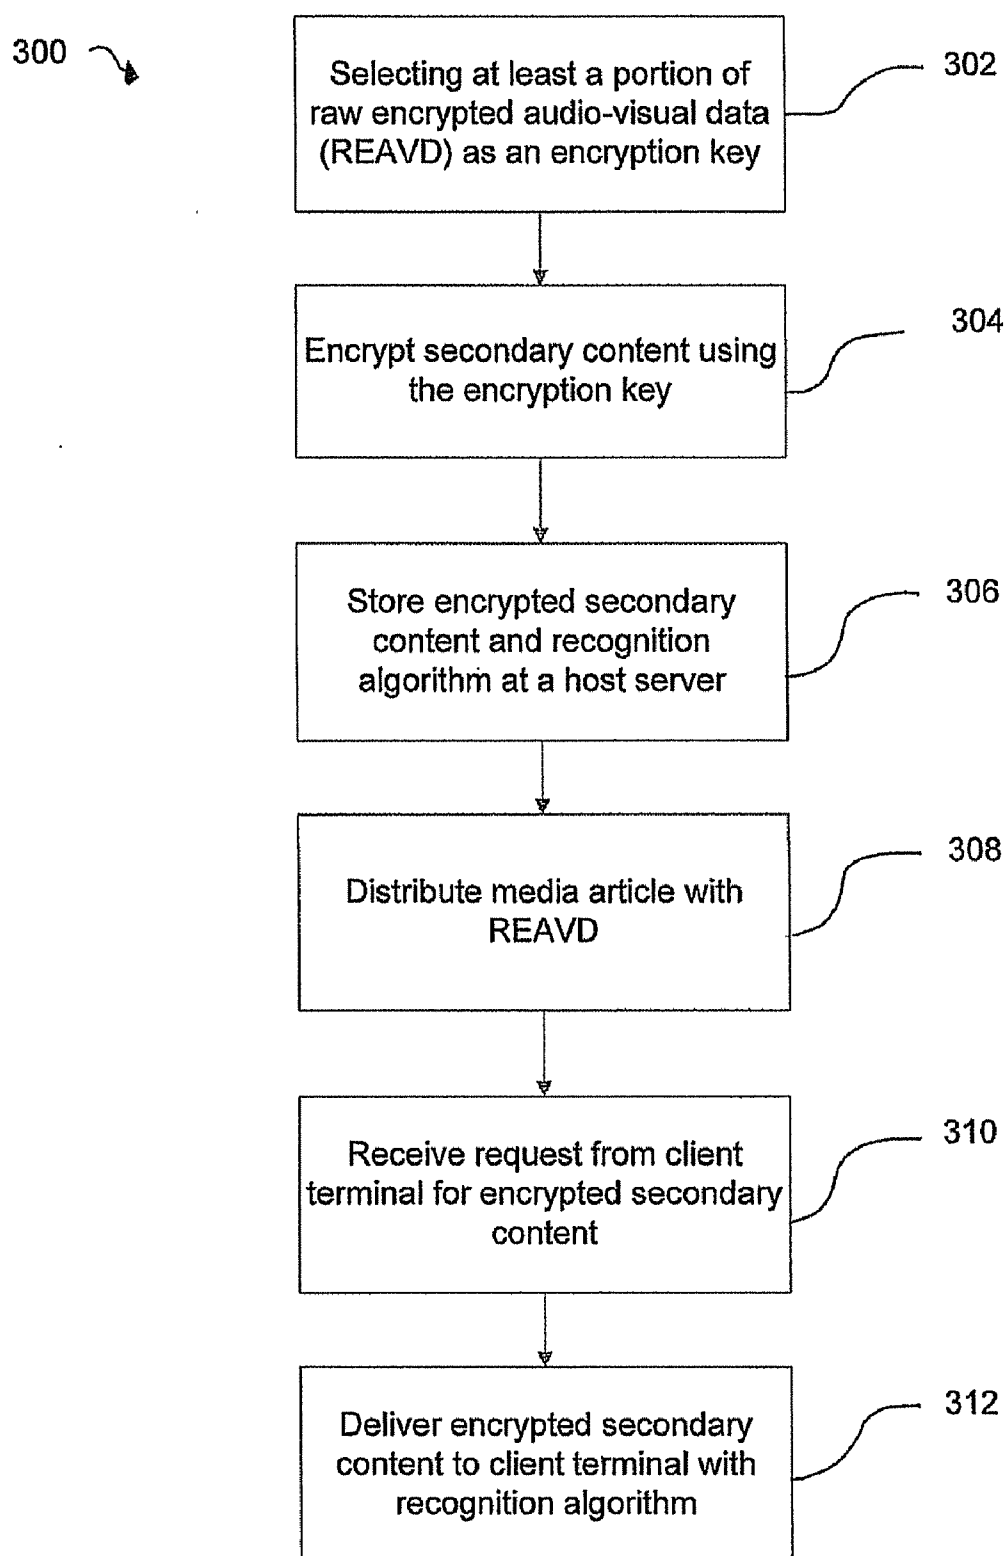 300
Selecting at least a portion of
raw encrypted audio-visual data
(REAVD) as an encryption key
302
Encrypt secondary content using
the encryption key
304
Store encrypted secondary
content and recognition
algorithm at a host server
306
Distribute media article with
REAVD
308
Receive request from client
terminal for encrypted secondary
content
310
Deliver encrypted secondary
content to client terminal with
recognition algorithm
312